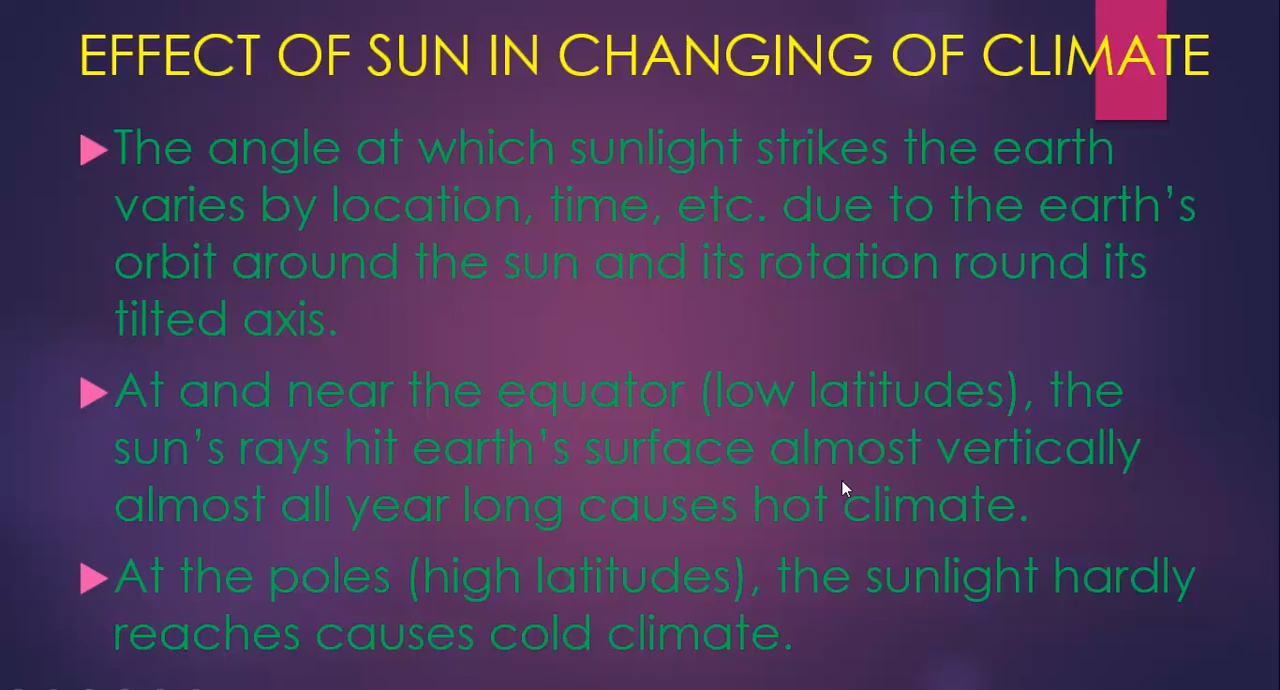 EFFECT OF SUN IN CHANGING OF CLIMATE
The angle at which sunlight strikes the earth
varies by location, time, etc. due to the earth’s
orbit around the sun and its rotation round its
tilted axis.
At and near the equator (low latitudes), the
sun’s rays hit earth’s surface almost vertically
almost all year long causes hot climate.
At the poles (high latitudes), the sunlight hardly
reaches causes cold climate.